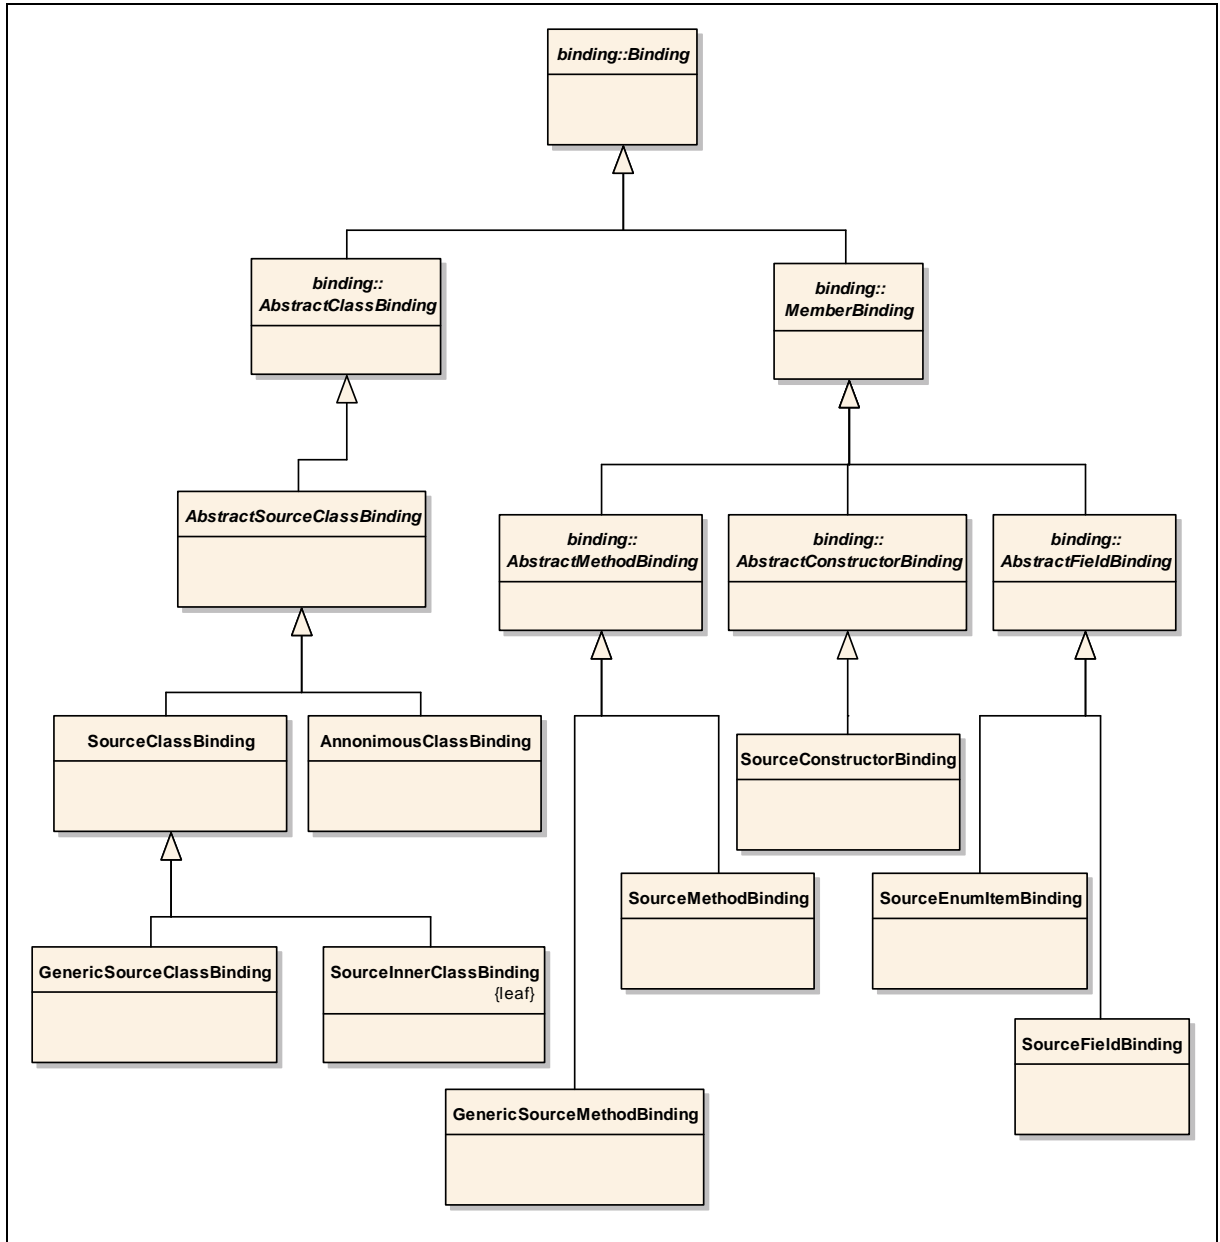 binding::Binding
binding::
AbstractClassBinding
binding::
MemberBinding
AbstractSourceClassBinding
binding::
AbstractMethodBinding
binding::
AbstractConstructorBinding
binding::
AbstractFieldBinding
SourceClassBinding
AnnonimousClassBinding
SourceConstructorBinding
SourceMethodBinding
SourceEnumItemBinding
GenericSourceClassBinding
SourceInnerClassBinding
{leaf}
SourceFieldBinding
GenericSourceMethodBinding